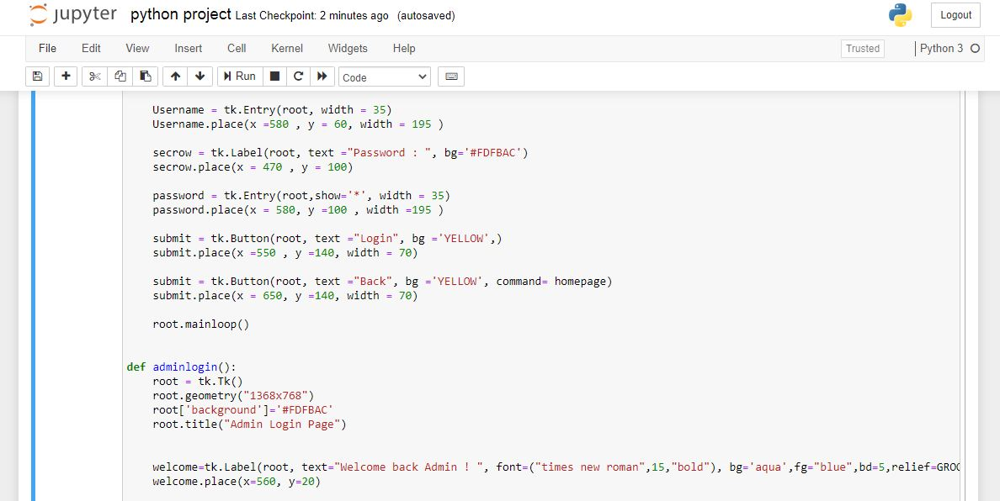 jupyter python project Last Checkpoint: 2 minutes ago (autosaved) Logout
File Edit View Insert Cell Kernel Widgets Help Trusted Python 3
Run Code
Username = tk.Entry(root, width = 35)
Username.place(x =580 , y = 60, width = 195 )
secrow = tk.Label(root, text ="Password : ", bg='#FDFBAC')
secrow.place(x = 470 , y = 100)
password = tk.Entry(root,show='*', width = 35)
password.place(x = 580, y =100 , width =195 )
submit = tk.Button(root, text ="Login", bg ='YELLOW',)
submit.place(x =550 , y =140, width = 70)
submit = tk.Button(root, text ="Back", bg ='YELLOW', command= homepage)
submit.place(x = 650, y =140, width = 70)
root.mainloop()
def adminlogin():
root = tk.Tk()
root.geometry("1368x768")
root['background']='#FDFBAC'
root.title("Admin Login Page")
welcome=tk.Label(root, text="Welcome back Admin ! ", font=("times new roman",15,"bold"), bg='aqua',fg="blue",bd=5,relief=GROO
welcome.place(x=560, y=20)